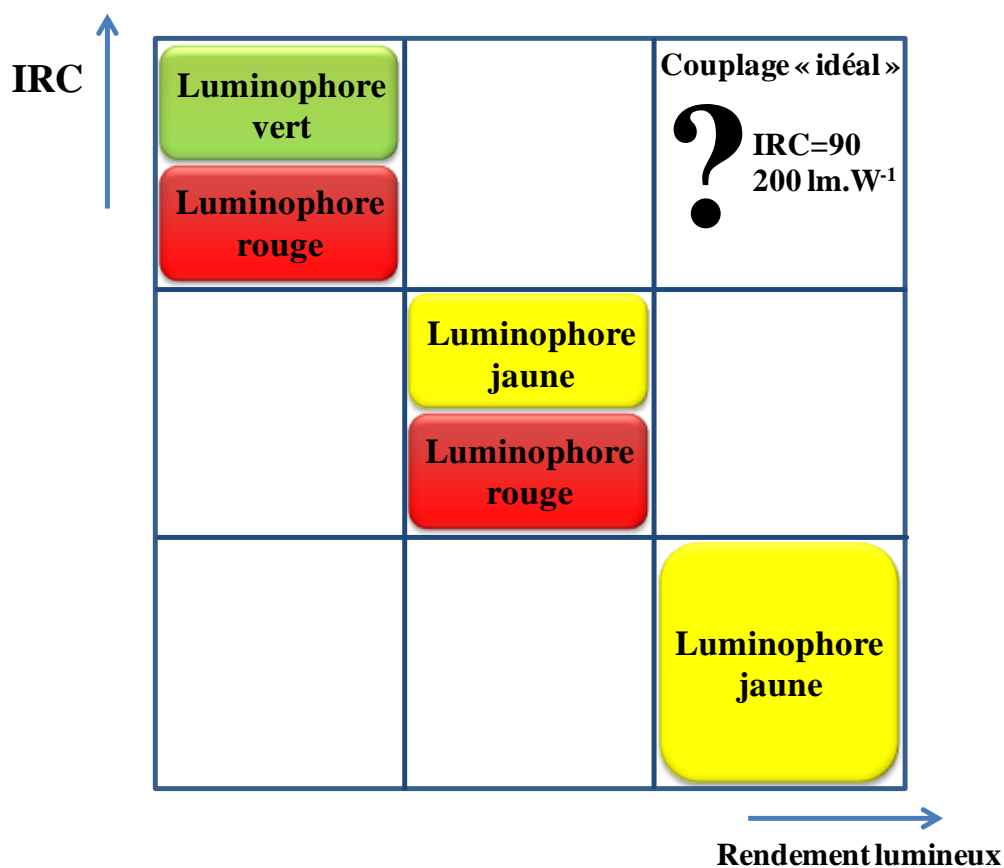 IRC
Luminophore
vert
Luminophore
rouge
Couplage « idéal »
?
IRC=90
200 lm.W-1
Luminophore
jaune
Luminophore
rouge
Luminophore
jaune
Rendement lumineux